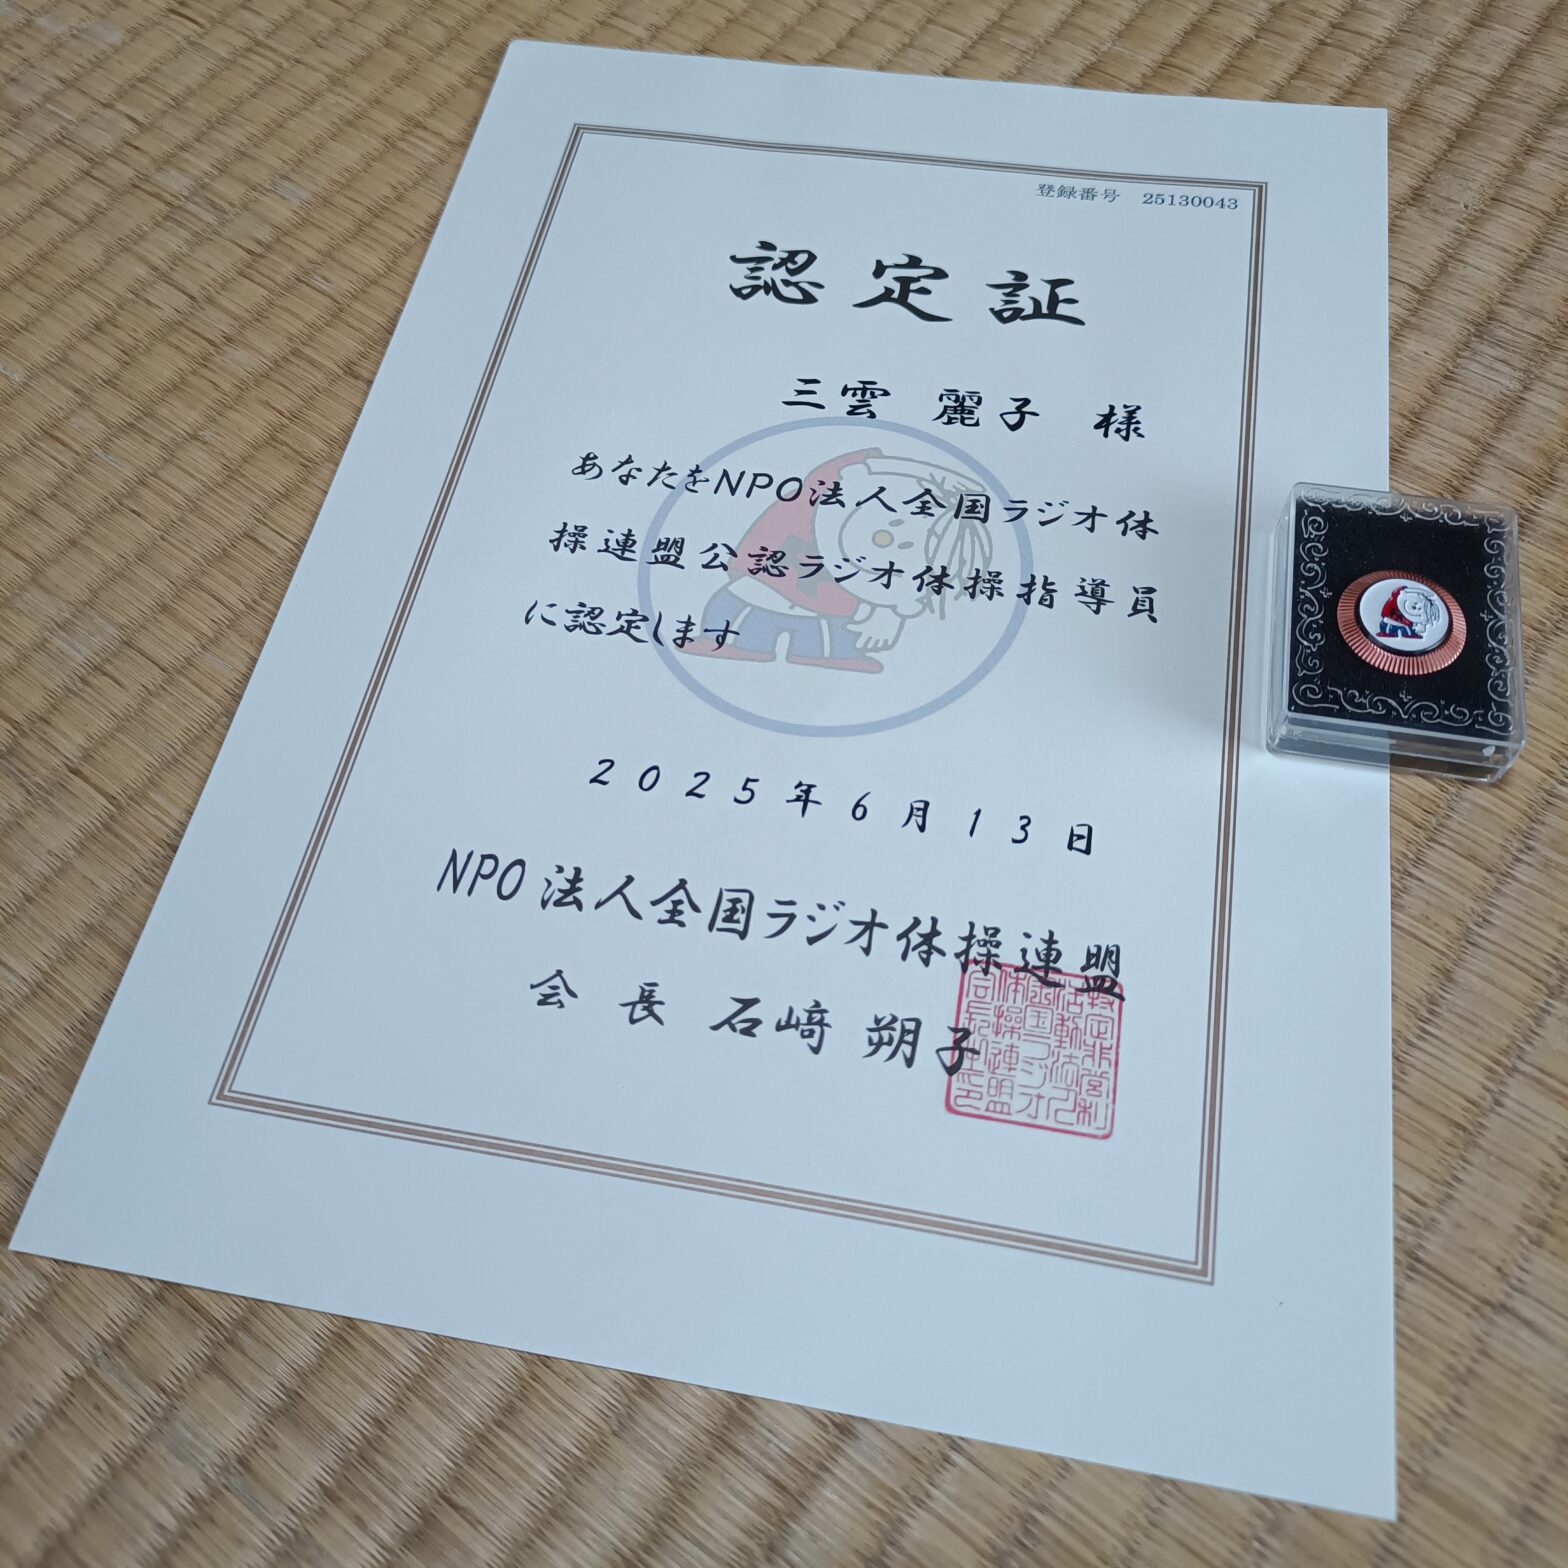 登録番号 25130043
認定証
三雲 麗子 様
あなたをNPO法人全国ラジオ体
操連盟公認ラジオ体操指導員
に認定します
2025年6月13日
NPO法人全国ラジオ体操連盟
会長 石﨑 朔子